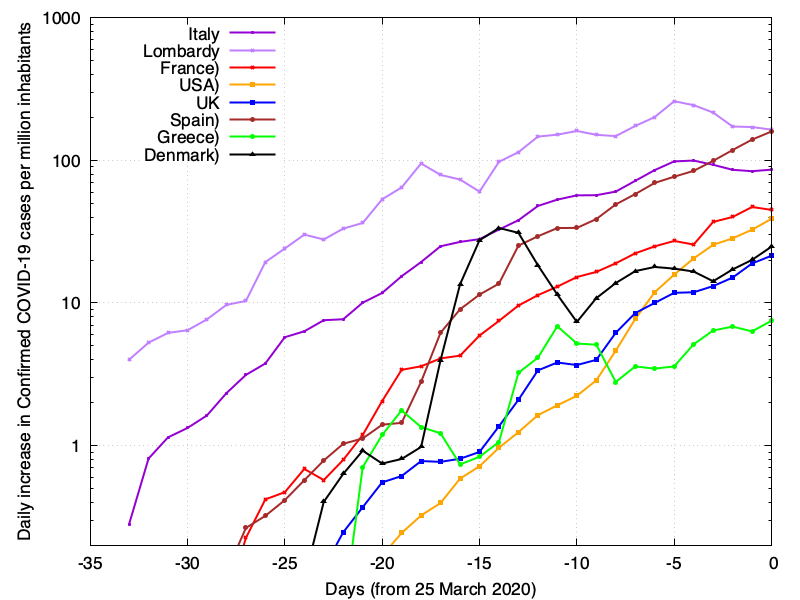 Daily increase in Confirmed COVID-19 cases per million inhabitants
1000
100
10
1
Italy
Lombardy
France)
USA)
UK
Spain)
Greece)
Denmark)
-35 -30 -25 -20 -15 -10 -5 0
Days (from 25 March 2020)